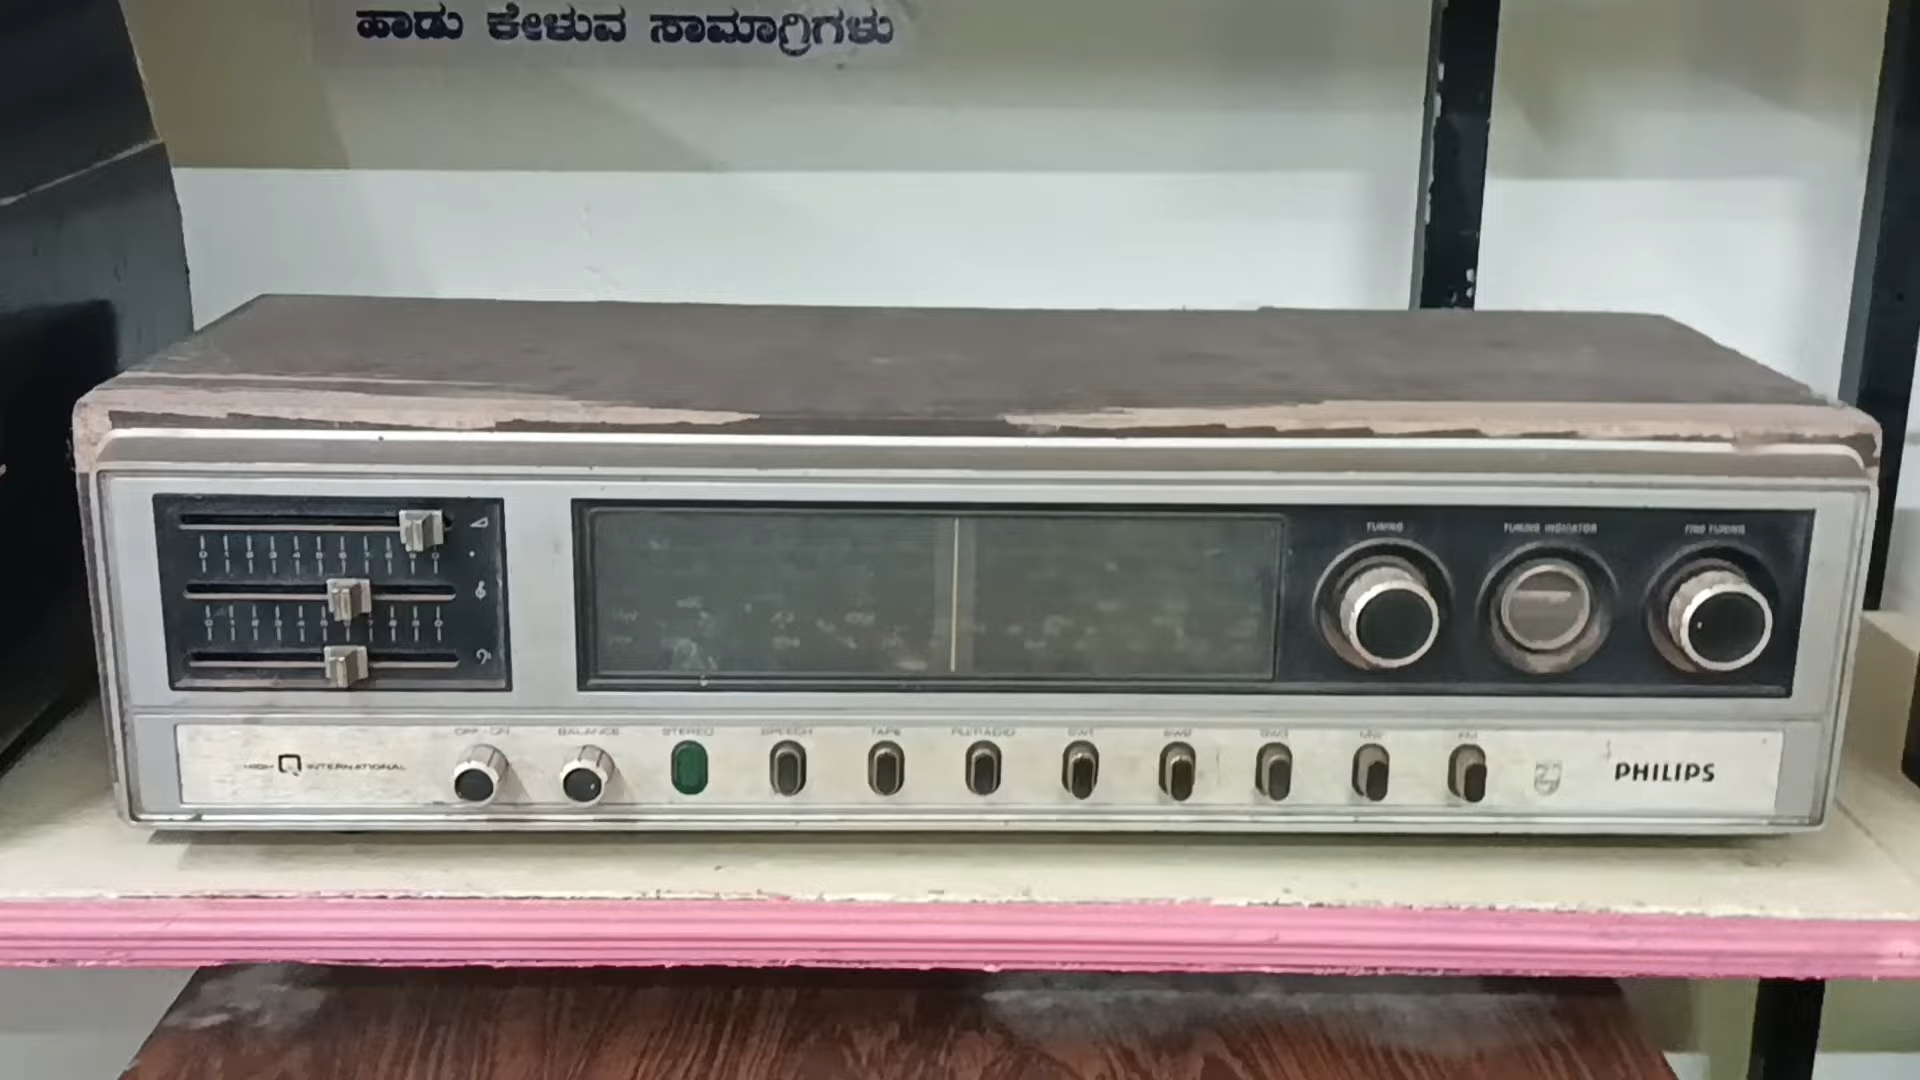 ಹಾಡು ಕೇಳುವ ಸಾಮಾಗ್ರಿಗಳು
TUNING TUNING INDICATOR FINE TUNING
OFF-ON BALANCE STEREO SPEECH TAPE PU/RADIO SW1 SW2 SW3 MW FM
HIGH Q INTERNATIONAL
PHILIPS